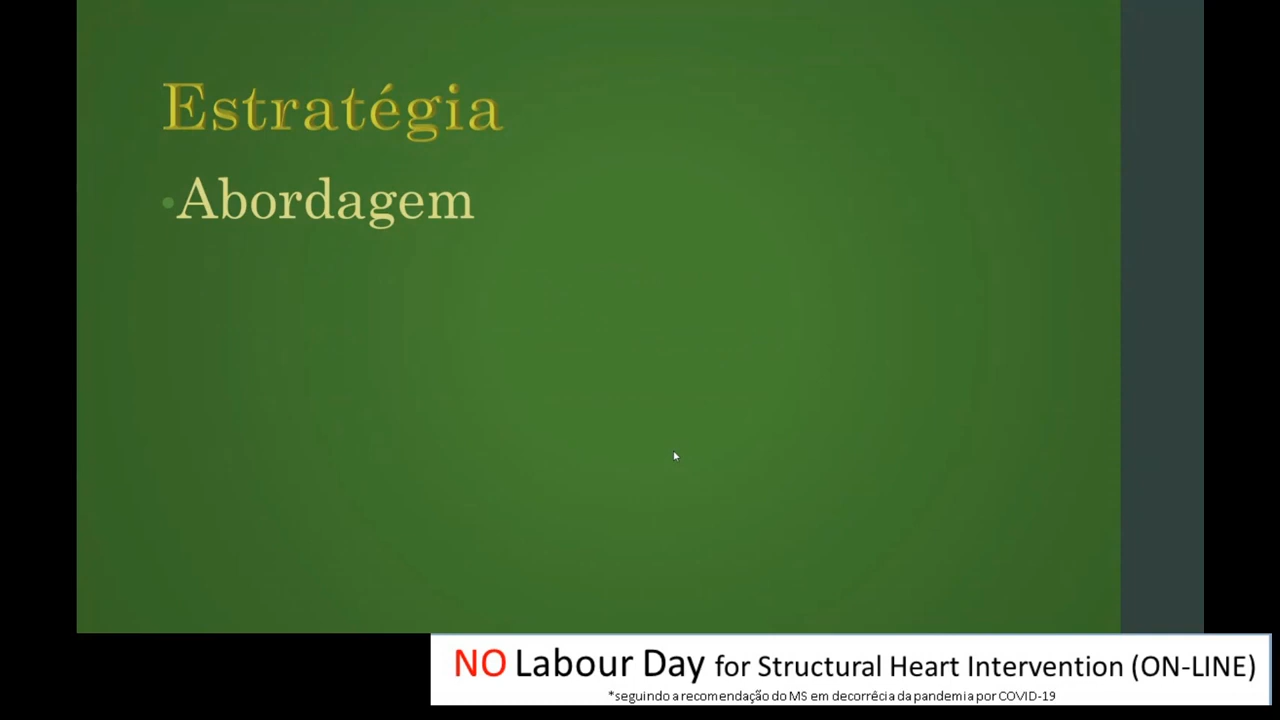 Estratégia
•Abordagem
NO Labour Day for Structural Heart Intervention (ON-LINE)
*seguindo a recomendação do MS em decorrêcia da pandemia por COVID-19